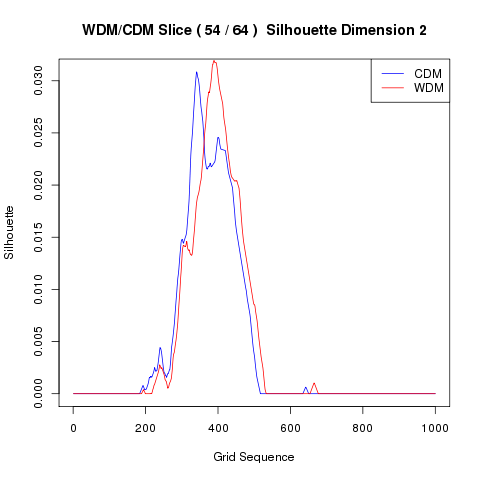 WDM/CDM Slice ( 54 / 64 )  Silhouette Dimension 2
CDM
WDM
Silhouette
0.030
0.025
0.020
0.015
0.010
0.005
0.000
0 200 400 600 800 1000
Grid Sequence